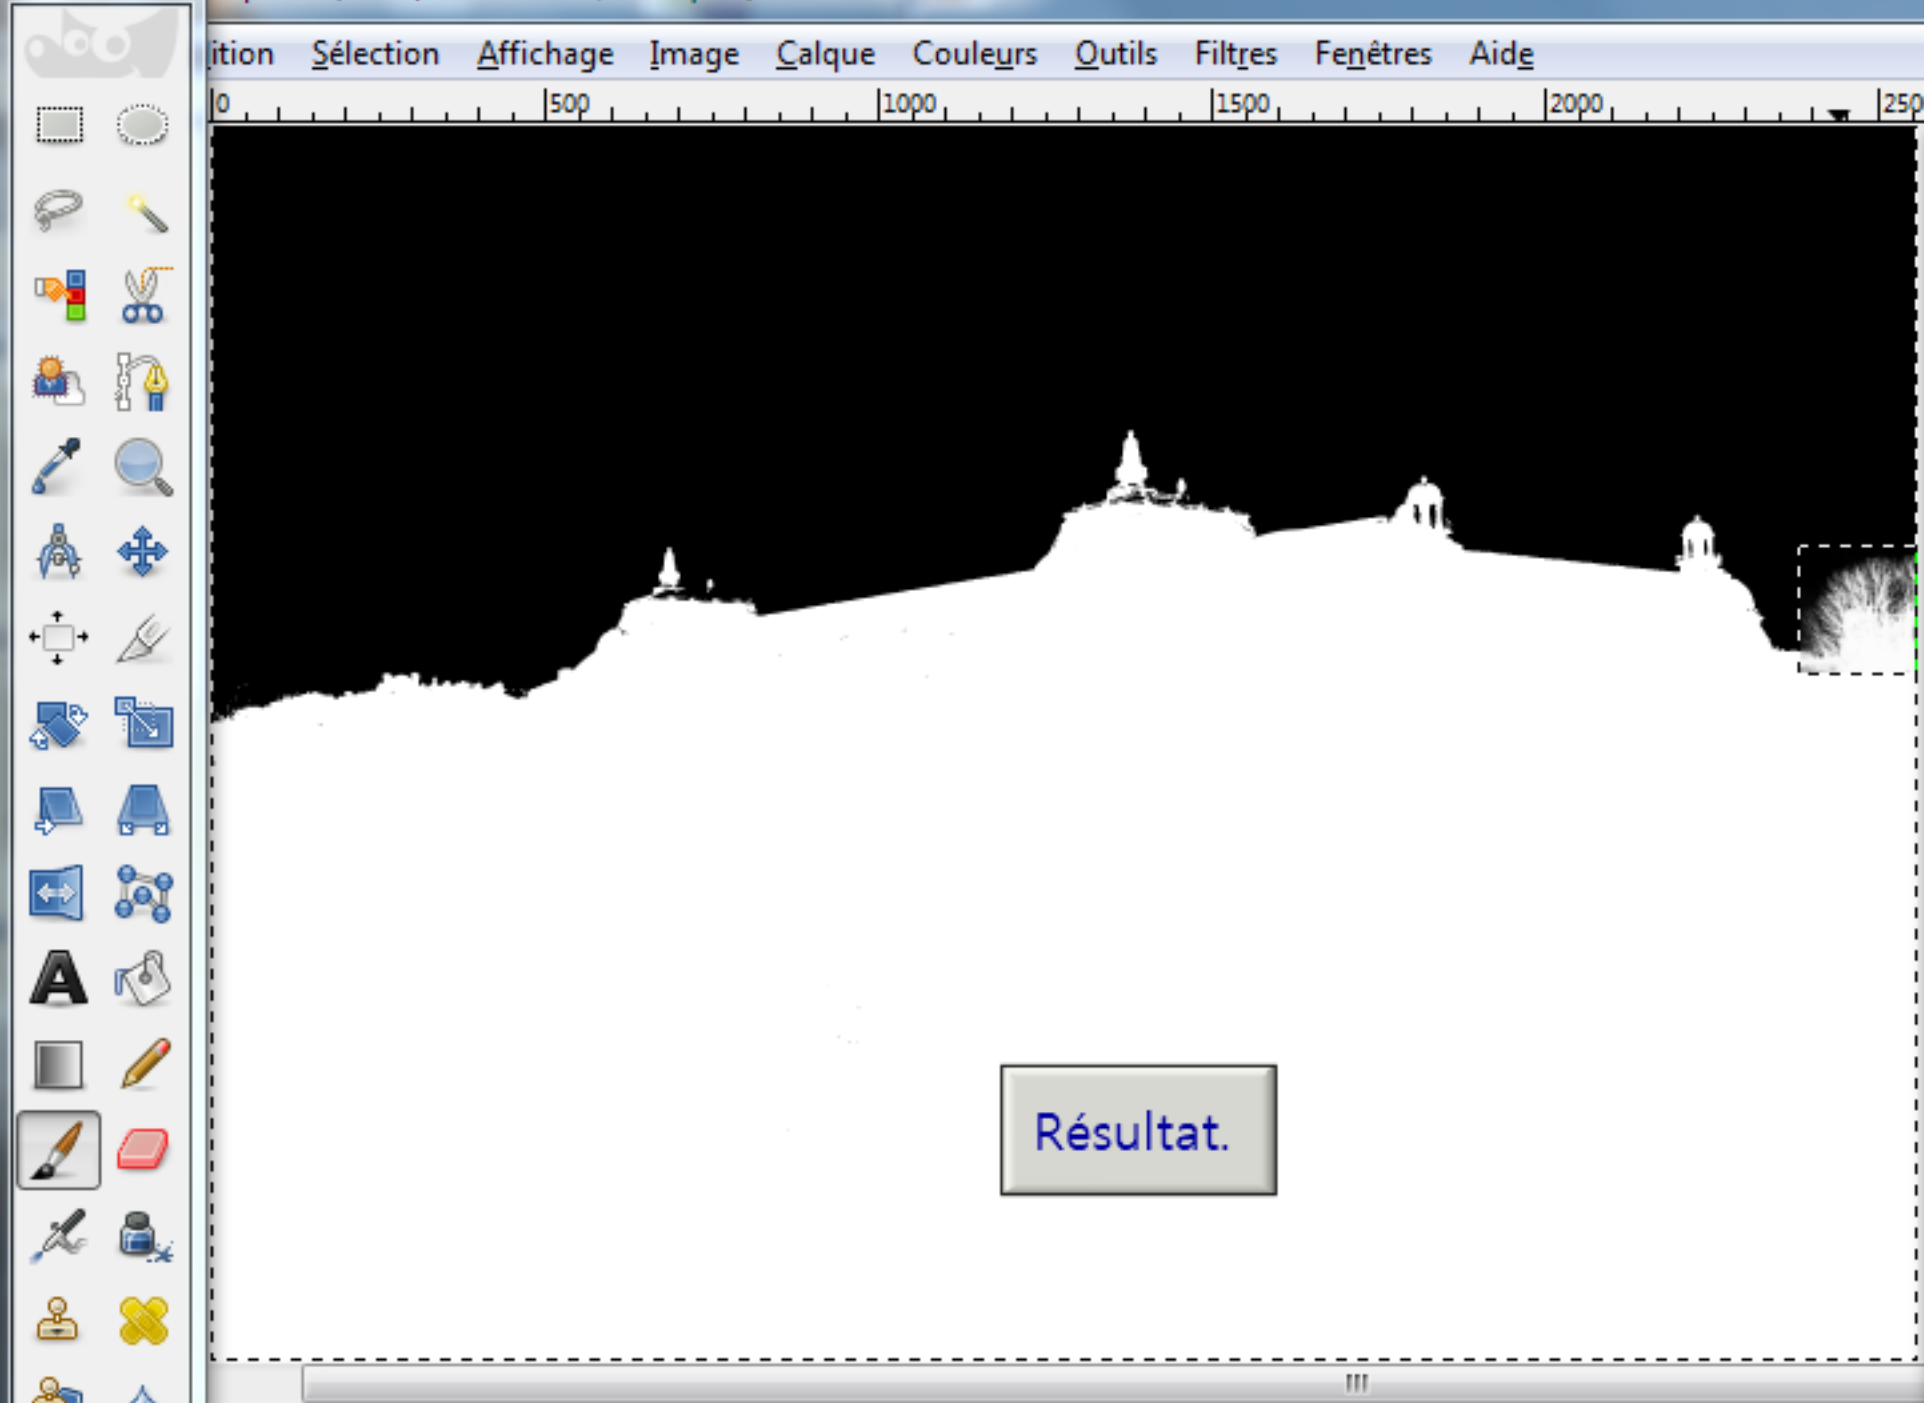 ition Sélection Affichage Image Calque Couleurs Outils Filtres Fenêtres Aide
0 500 1000 1500 2000 250
Résultat.